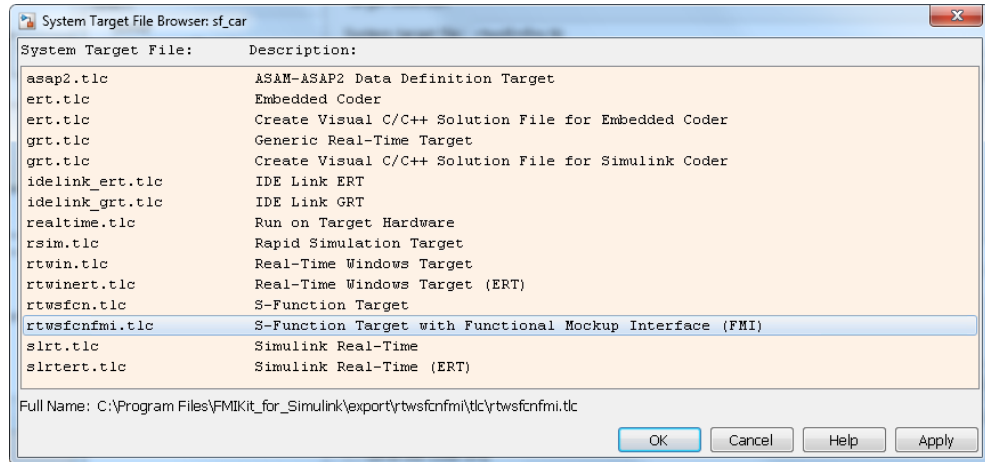 System Target File Browser: sf_car
System Target File: Description:
asap2.tlc ASAM-ASAP2 Data Definition Target
ert.tlc Embedded Coder
ert.tlc Create Visual C/C++ Solution File for Embedded Coder
grt.tlc Generic Real-Time Target
grt.tlc Create Visual C/C++ Solution File for Simulink Coder
idelink_ert.tlc IDE Link ERT
idelink_grt.tlc IDE Link GRT
realtime.tlc Run on Target Hardware
rsim.tlc Rapid Simulation Target
rtwin.tlc Real-Time Windows Target
rtwinert.tlc Real-Time Windows Target (ERT)
rtwsfcn.tlc S-Function Target
rtwsfcnfmi.tlc S-Function Target with Functional Mockup Interface (FMI)
slrt.tlc Simulink Real-Time
slrtert.tlc Simulink Real-Time (ERT)
Full Name: C:\Program Files\FMIKit_for_Simulink\export\rtwsfcnfmi\tlc\rtwsfcnfmi.tlc
OK Cancel Help Apply